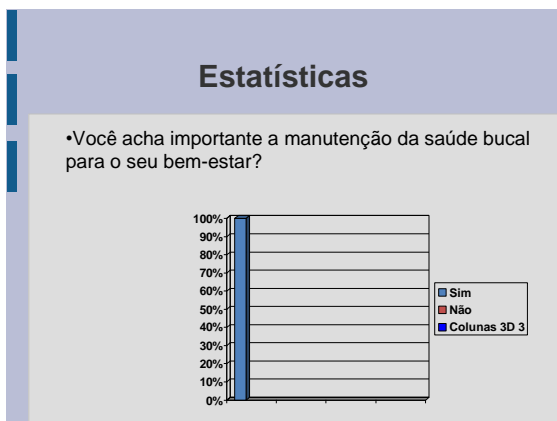 Estatísticas
•Você acha importante a manutenção da saúde bucal
para o seu bem-estar?
100%
90%
80%
70%
60%
50%
40%
30%
20%
10%
0%
Sim
Não
Colunas 3D 3